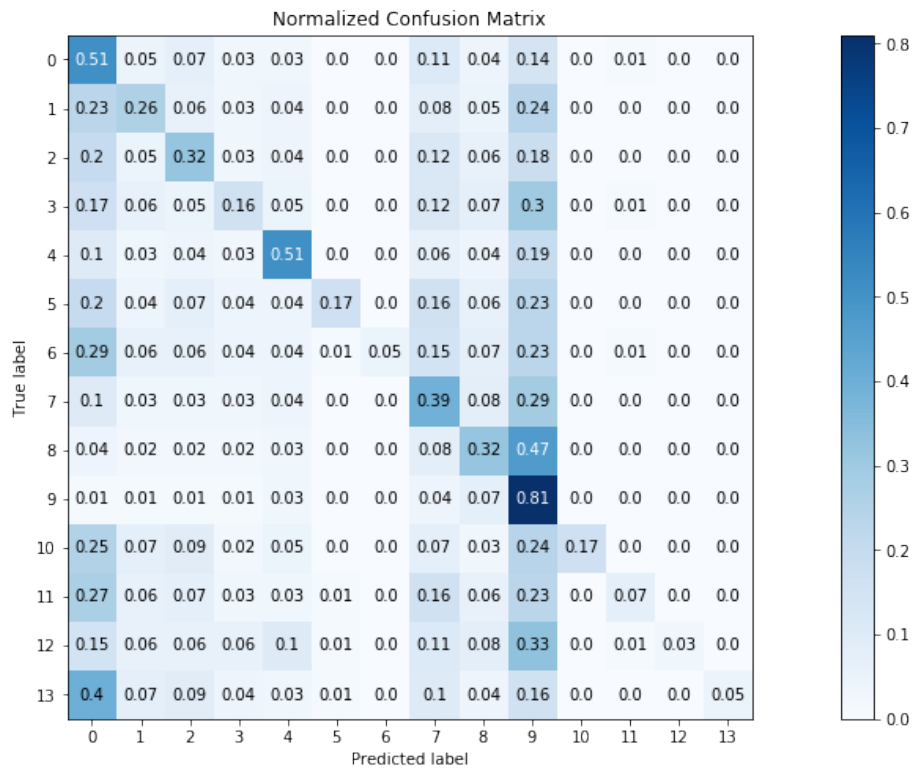 Normalized Confusion Matrix
0 0.51 0.05 0.07 0.03 0.03 0.0 0.0 0.11 0.04 0.14 0.0 0.01 0.0 0.0
1 0.23 0.26 0.06 0.03 0.04 0.0 0.0 0.08 0.05 0.24 0.0 0.0 0.0 0.0
2 0.2 0.05 0.32 0.03 0.04 0.0 0.0 0.12 0.06 0.18 0.0 0.0 0.0 0.0
3 0.17 0.06 0.05 0.16 0.05 0.0 0.0 0.12 0.07 0.3 0.0 0.01 0.0 0.0
4 0.1 0.03 0.04 0.03 0.51 0.0 0.0 0.06 0.04 0.19 0.0 0.0 0.0 0.0
5 0.2 0.04 0.07 0.04 0.04 0.17 0.0 0.16 0.06 0.23 0.0 0.0 0.0 0.0
6 0.29 0.06 0.06 0.04 0.04 0.01 0.05 0.15 0.07 0.23 0.0 0.01 0.0 0.0
7 0.1 0.03 0.03 0.03 0.04 0.0 0.0 0.39 0.08 0.29 0.0 0.0 0.0 0.0
8 0.04 0.02 0.02 0.02 0.03 0.0 0.0 0.08 0.32 0.47 0.0 0.0 0.0 0.0
9 0.01 0.01 0.01 0.01 0.03 0.0 0.0 0.04 0.07 0.81 0.0 0.0 0.0 0.0
10 0.25 0.07 0.09 0.02 0.05 0.0 0.0 0.07 0.03 0.24 0.17 0.0 0.0 0.0
11 0.27 0.06 0.07 0.03 0.03 0.01 0.0 0.16 0.06 0.23 0.0 0.07 0.0 0.0
12 0.15 0.06 0.06 0.06 0.1 0.01 0.0 0.11 0.08 0.33 0.0 0.01 0.03 0.0
13 0.4 0.07 0.09 0.04 0.03 0.01 0.0 0.1 0.04 0.16 0.0 0.0 0.0 0.05
0 1 2 3 4 5 6 7 8 9 10 11 12 13
Predicted label
True label
0.8
0.7
0.6
0.5
0.4
0.3
0.2
0.1
0.0